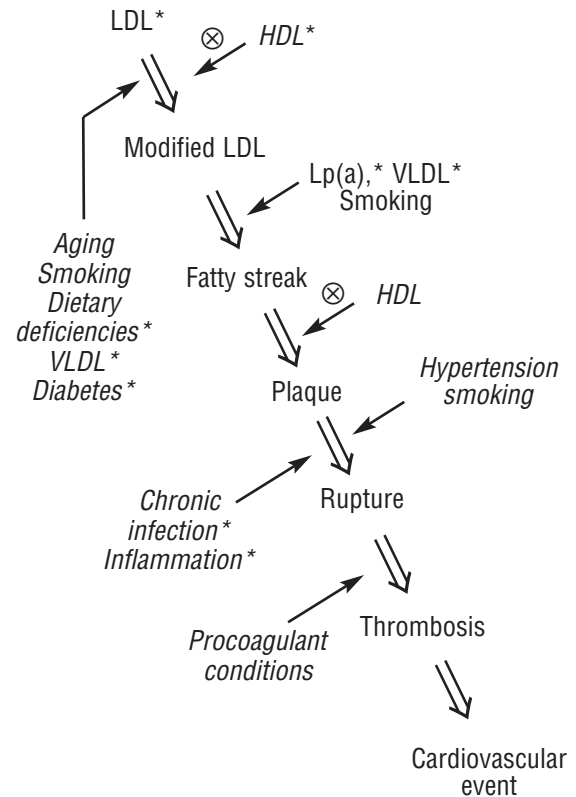 LDL*
HDL*
Modified LDL
Lp(a),* VLDL*
Smoking
Aging
Smoking
Dietary
deficiencies*
VLDL*
Diabetes*
Fatty streak
HDL
Plaque
Hypertension
smoking
Chronic
infection*
Inflammation*
Rupture
Procoagulant
conditions
Thrombosis
Cardiovascular
event